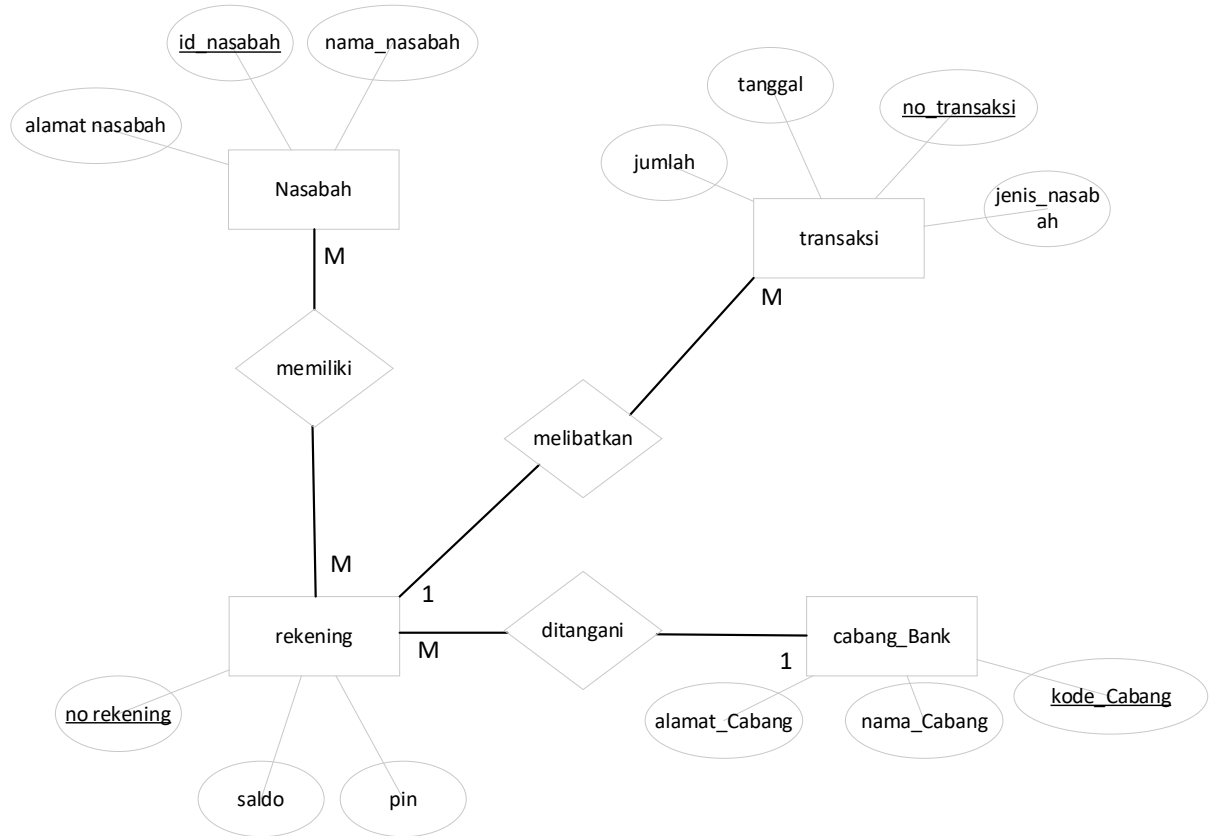 id_nasabah
nama_nasabah
alamat nasabah
Nasabah
tanggal
no_transaksi
jumlah
jenis_nasab
ah
transaksi
M
M
memiliki
melibatkan
M
1
rekening
M
ditangani
1
cabang_Bank
no rekening
saldo
pin
alamat_Cabang
nama_Cabang
kode_Cabang